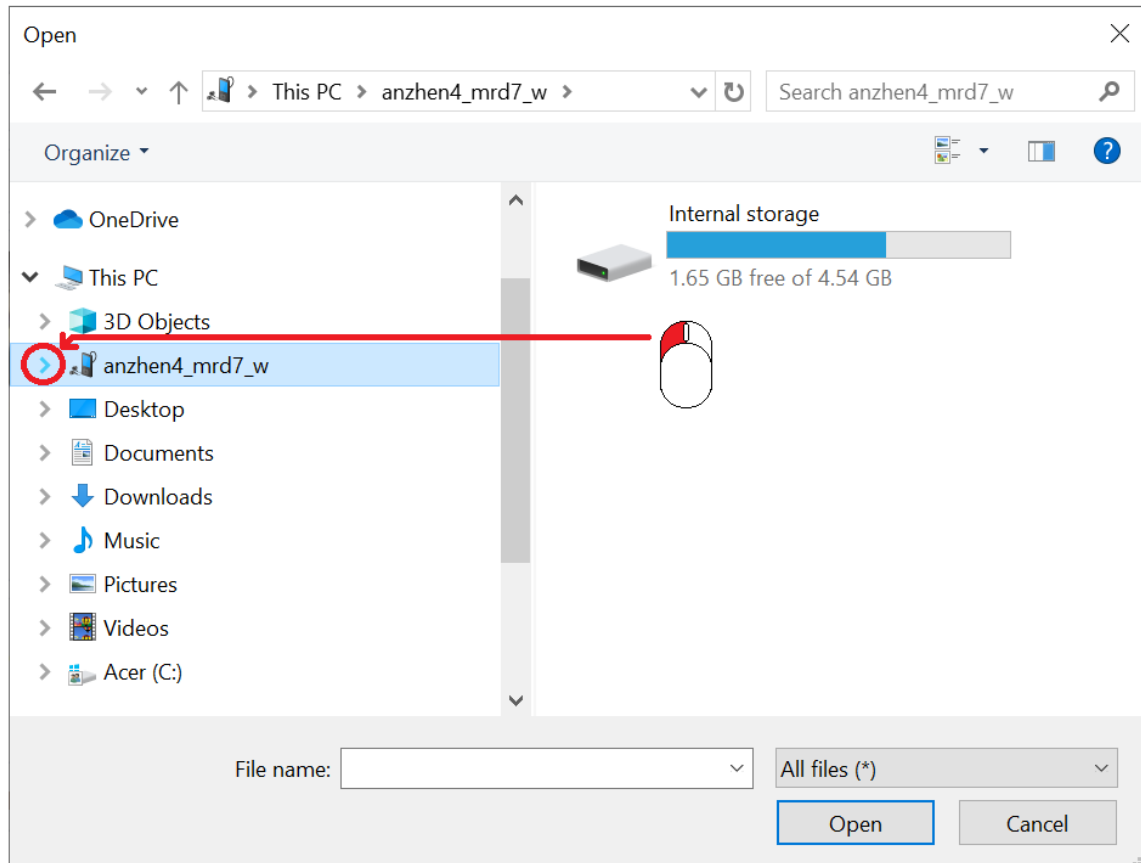 Open
This PC > anzhen4_mrd7_w >
Search anzhen4_mrd7_w
Organize
OneDrive
This PC
3D Objects
anzhen4_mrd7_w
Desktop
Documents
Downloads
Music
Pictures
Videos
Acer (C:)
Internal storage
1.65 GB free of 4.54 GB
File name:
All files (*)
Open
Cancel